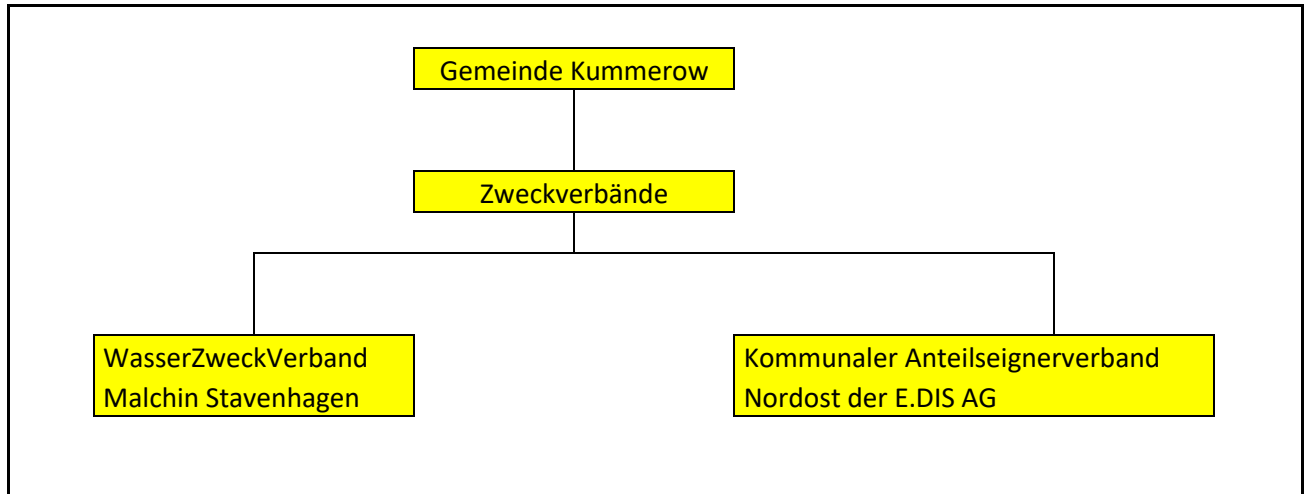 Gemeinde Kummerow
Zweckverbände
WasserZweckVerband
Malchin Stavenhagen
Kommunaler Anteilseignerverband
Nordost der E.DIS AG